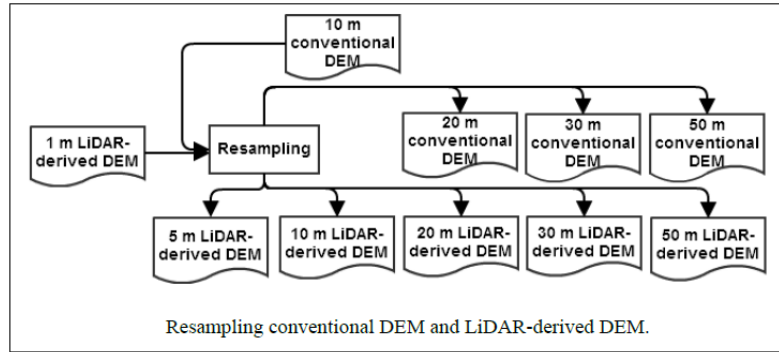 10 m
conventional
DEM
1 m LiDAR-
derived DEM
Resampling
20 m
conventional
DEM
30 m
conventional
DEM
50 m
conventional
DEM
5 m LiDAR-
derived DEM
10 m LiDAR-
derived DEM
20 m LiDAR-
derived DEM
30 m LiDAR-
derived DEM
50 m LiDAR-
derived DEM
Resampling conventional DEM and LiDAR-derived DEM.